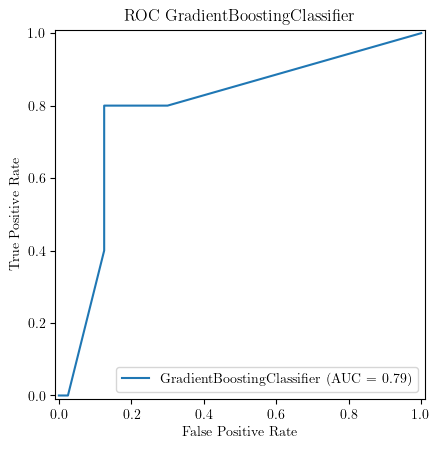 ROC GradientBoostingClassifier
1.0
0.8
0.6
0.4
0.2
0.0
True Positive Rate
GradientBoostingClassifier (AUC = 0.79)
0.0 0.2 0.4 0.6 0.8 1.0
False Positive Rate